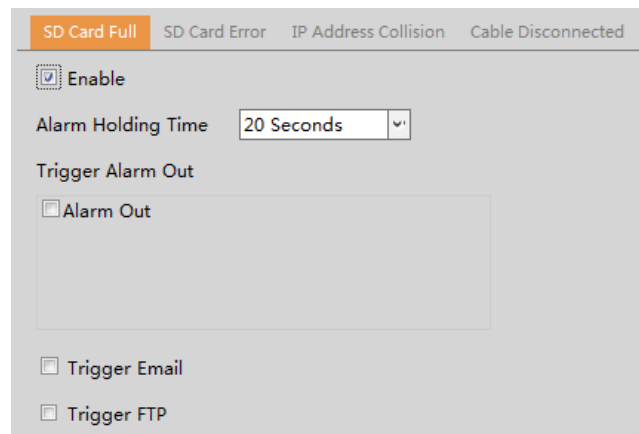 SD Card Full SD Card Error IP Address Collision Cable Disconnected
Enable
Alarm Holding Time 20 Seconds
Trigger Alarm Out
Alarm Out
Trigger Email
Trigger FTP